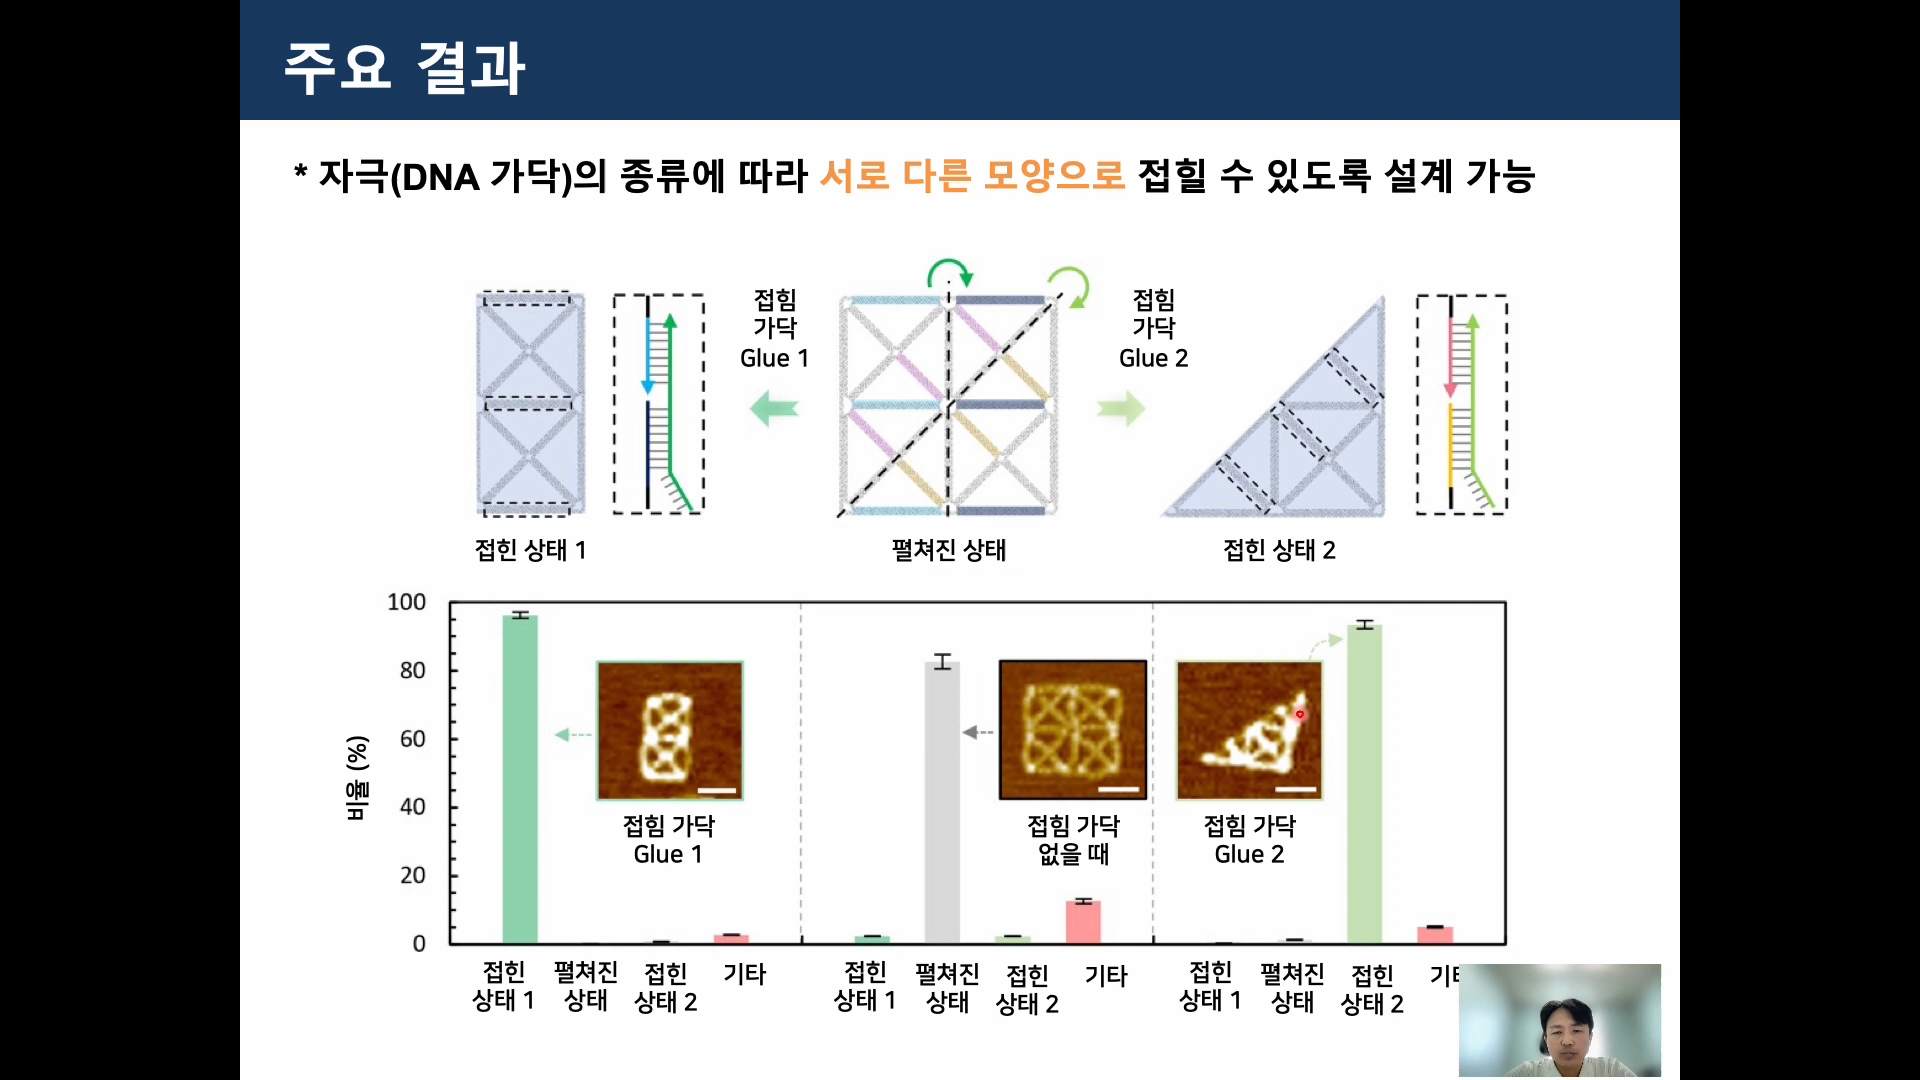 주요 결과
* 자극(DNA 가닥)의 종류에 따라 서로 다른 모양으로 접힐 수 있도록 설계 가능
접힘
가닥
Glue 1
접힘
가닥
Glue 2
접힌 상태 1
펼쳐진 상태
접힌 상태 2
비율 (%)
100
80
60
40
20
0
접힘 가닥
Glue 1
접힘 가닥
없을 때
접힘 가닥
Glue 2
접힌
상태 1
펼쳐진
상태
접힌
상태 2
기타
접힌
상태 1
펼쳐진
상태
접힌
상태 2
기타
접힌
상태 1
펼쳐진
상태
접힌
상태 2